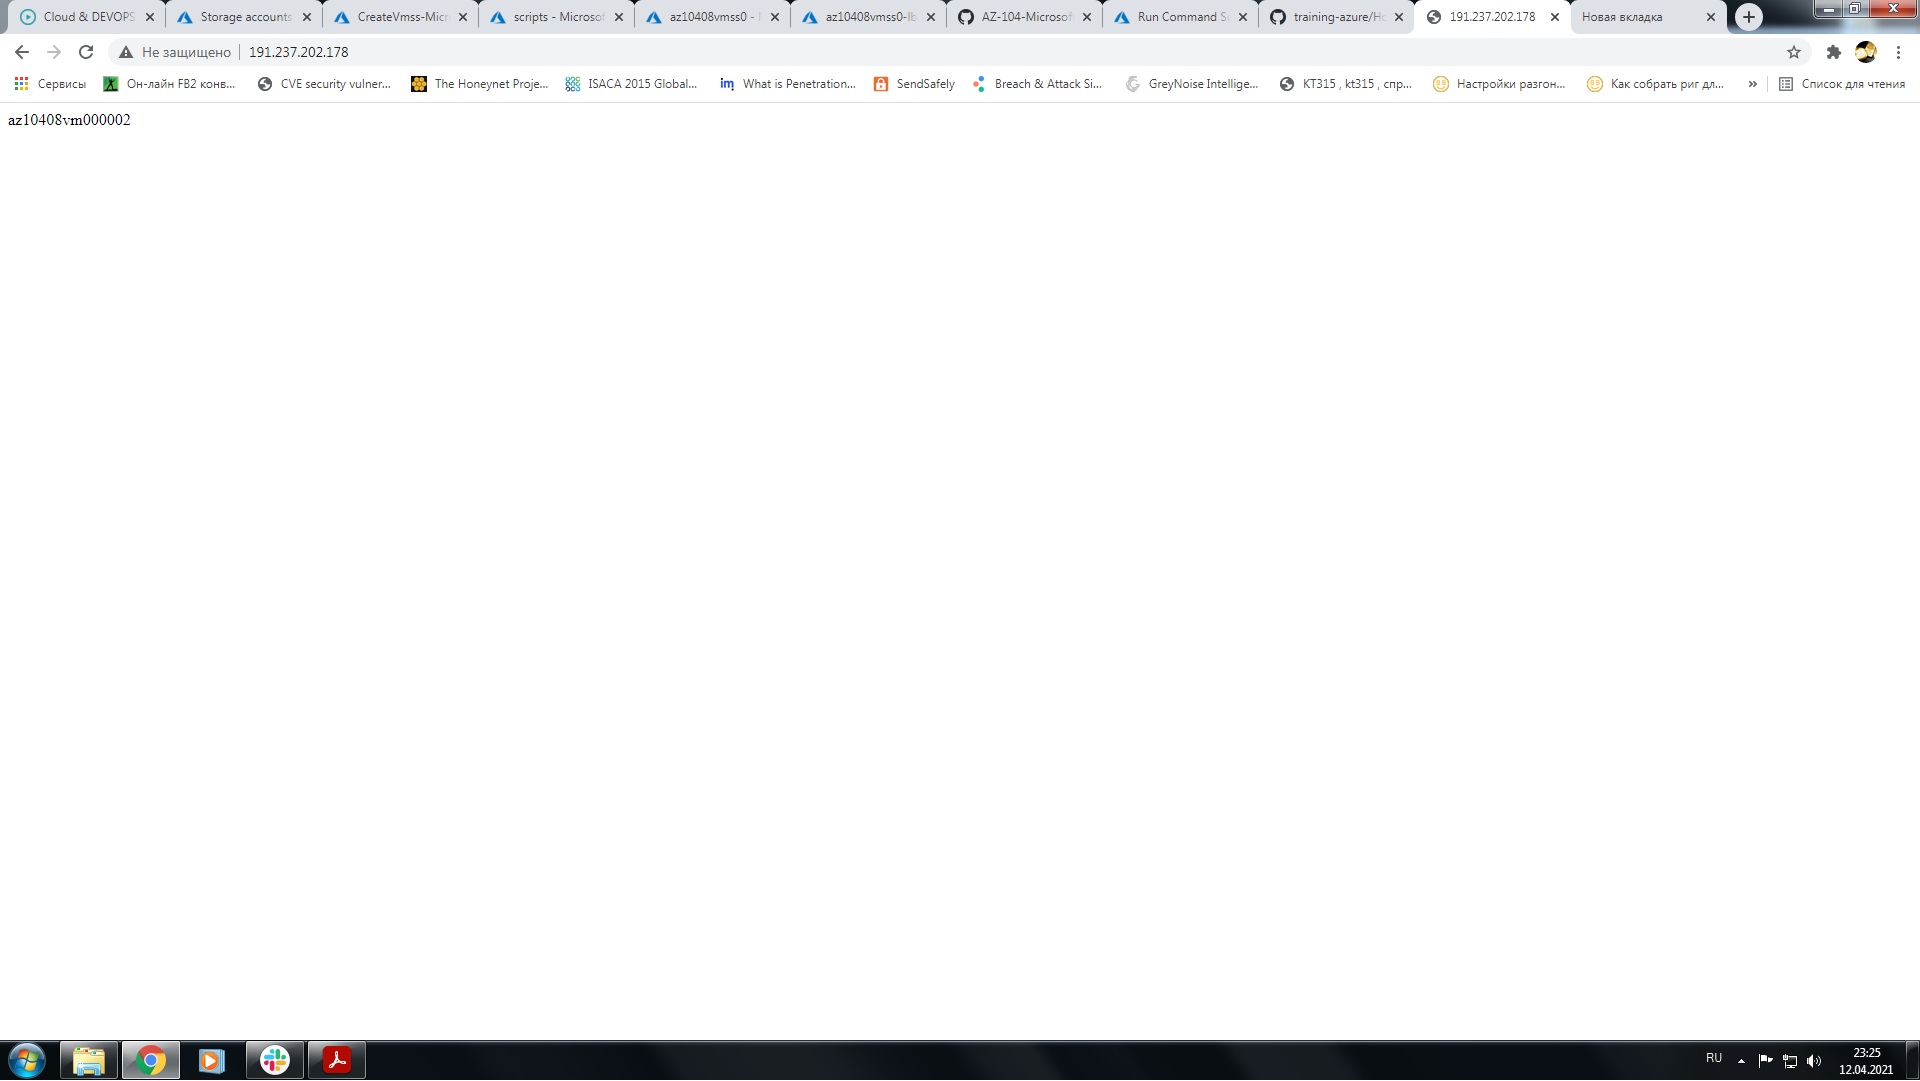 Cloud & DEVOPS
Storage accounts
CreateVmss-Micr
scripts - Microsof
az10408vmss0 -
az10408vmss0-lb
AZ-104-Microsof
Run Command S
training-azure/Ho
191.237.202.178
Новая вкладка
Не защищено
191.237.202.178
Сервисы
Он-лайн FB2 конв...
CVE security vulner...
The Honeynet Proje...
ISACA 2015 Global...
im What is Penetration...
SendSafely
Breach & Attack Si...
GreyNoise Intellige...
KT315 , kt315 , спр...
Настройки разгон...
Как собрать риг дл...
»
Список для чтения
az10408vm000002
RU
23:25
12.04.2021